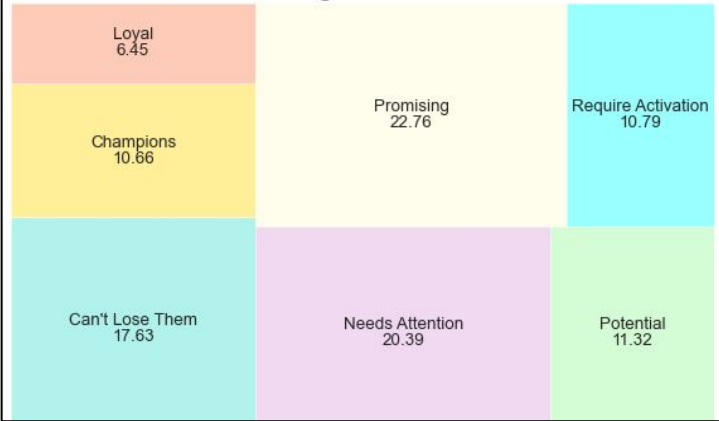 Loyal
6.45
Champions
10.66
Can't Lose Them
17.63
Promising
22.76
Require Activation
10.79
Needs Attention
20.39
Potential
11.32